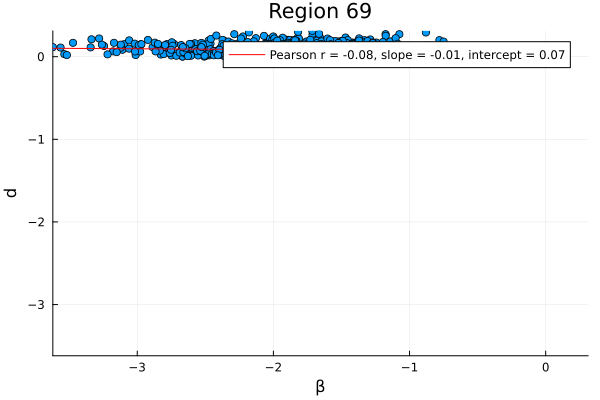 Region 69
Pearson r = -0.08, slope = -0.01, intercept = 0.07
0
−1
−2
−3
d
−3
−2
−1
0
β